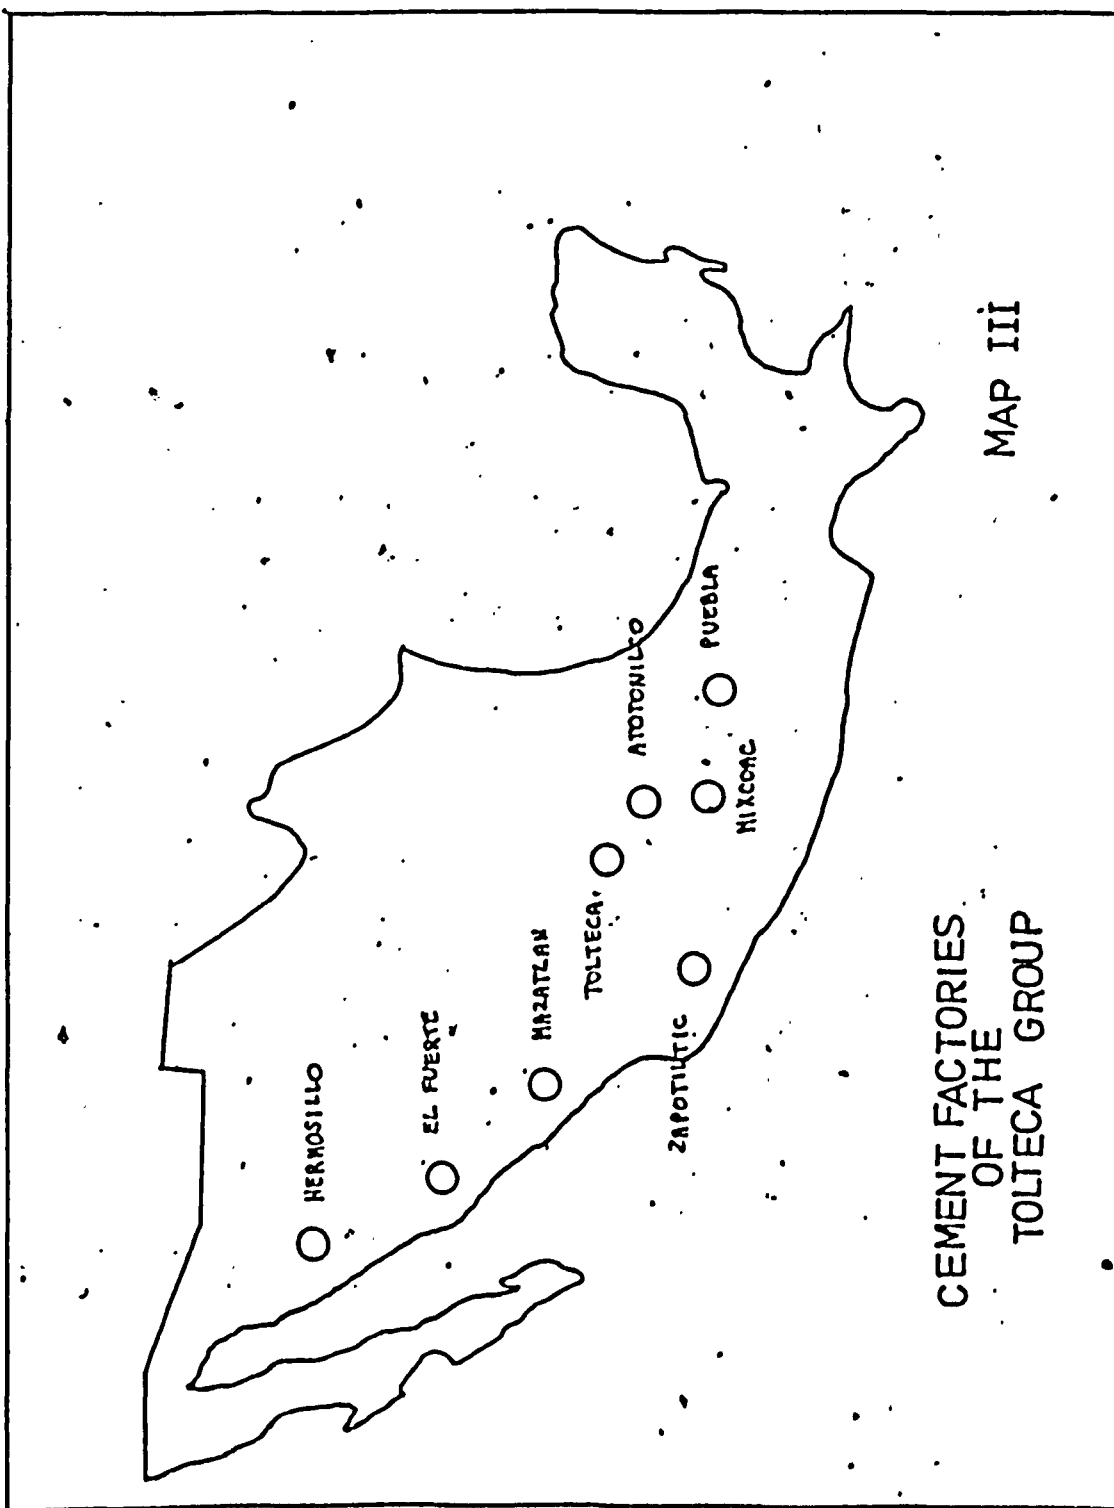 HERMOSILLO
EL FUERTE
MAZATLAN
TOLTECA
ATOTONILCO
PUEBLA
MIXCOAC
ZAPOTILTIC
CEMENT FACTORIES
OF THE
TOLTECA GROUP
MAP III